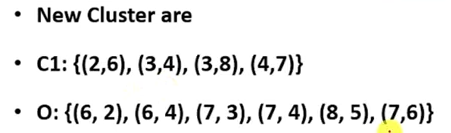 • New Cluster are
• C1: {(2,6), (3,4), (3,8), (4,7)}
• O: {(6, 2), (6, 4), (7, 3), (7, 4), (8, 5), (7,6)}